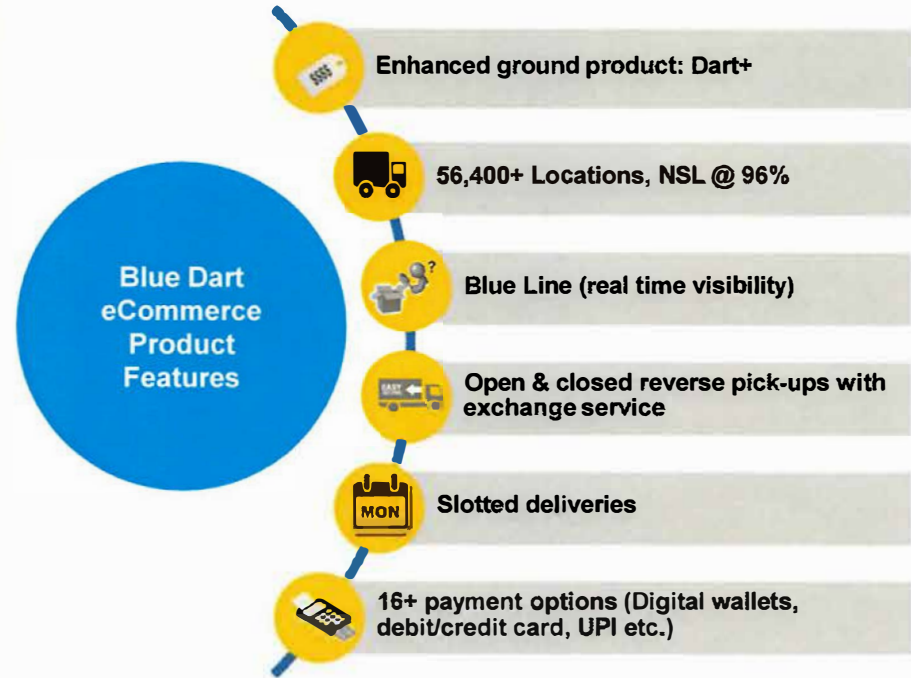 Blue Dart
eCommerce
Product
Features
$$$$
Enhanced ground product: Dart+
56,400+ Locations, NSL @ 96%
?
Blue Line (real time visibility)
EASY
Open & closed reverse pick-ups with
exchange service
MON
Slotted deliveries
16+ payment options (Digital wallets,
debit/credit card, UPI etc.)